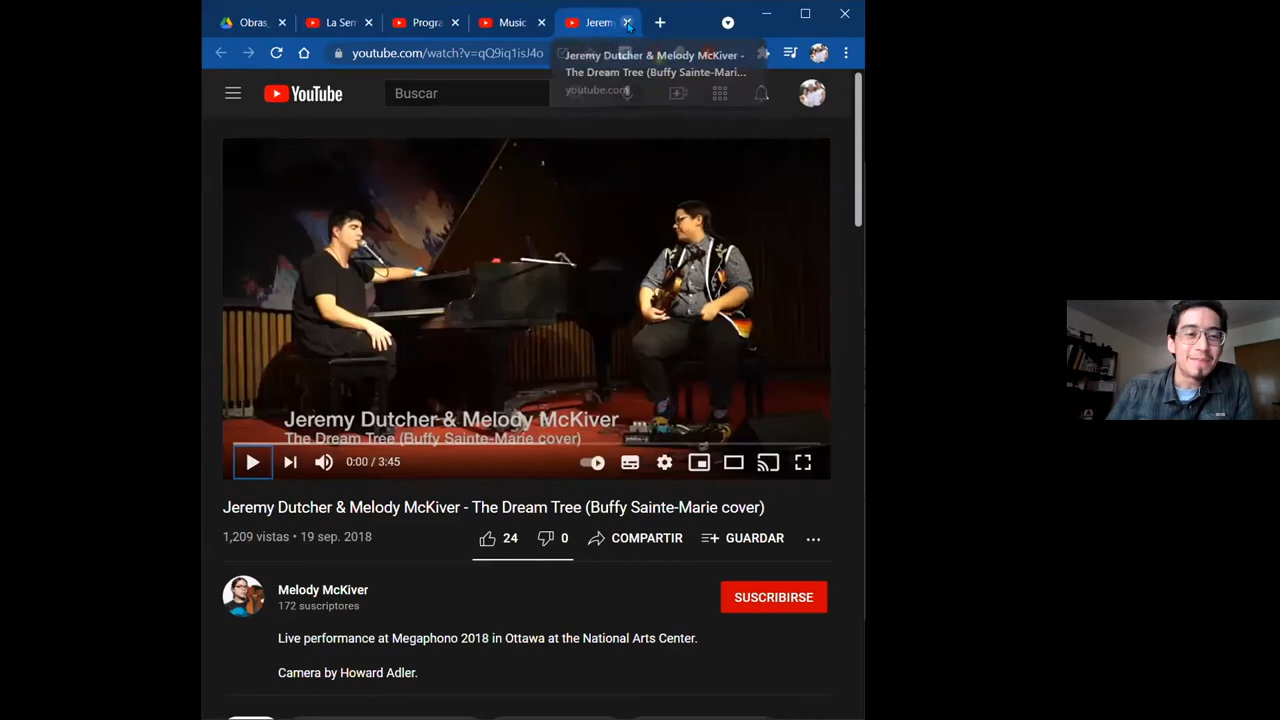 Obras
La Sem
Progra
Music
Jeremy
youtube.com/watch?v=qQ9iq1isJ4o
Jeremy Dutcher & Melody McKiver -
The Dream Tree (Buffy Sainte-Mari...
youtube.com
YouTube
Buscar
Jeremy Dutcher & Melody McKiver
The Dream Tree (Buffy Sainte-Marie cover)
0:00 / 3:45
Jeremy Dutcher & Melody McKiver - The Dream Tree (Buffy Sainte-Marie cover)
1,209 vistas • 19 sep. 2018
24
0
COMPARTIR
GUARDAR
...
Melody McKiver
172 suscriptores
SUSCRIBIRSE
Live performance at Megaphono 2018 in Ottawa at the National Arts Center.
Camera by Howard Adler.